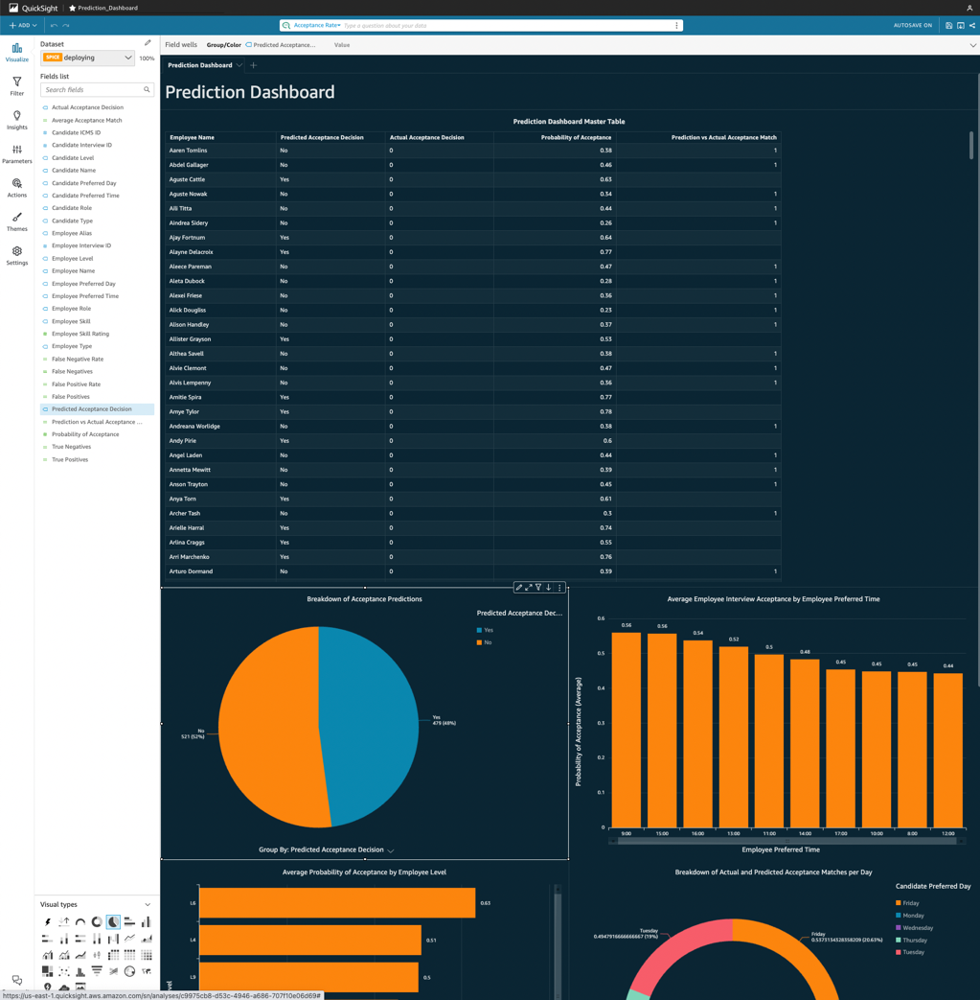 QuickSight
Prediction_Dashboard
ADD
Acceptance Rate
Type a question about your data
AUTOSAVE ON
Visualize
Filter
Insights
Parameters
Actions
Themes
Settings
Dataset
SPICE deploying
100%
Fields list
Search fields
Actual Acceptance Decision
Average Acceptance Match
Candidate ICMS ID
Candidate Interview ID
Candidate Level
Candidate Name
Candidate Preferred Day
Candidate Preferred Time
Candidate Role
Candidate Type
Employee Alias
Employee Interview ID
Employee Level
Employee Name
Employee Preferred Day
Employee Preferred Time
Employee Role
Employee Skill
Employee Skill Rating
Employee Type
False Negative Rate
False Negatives
False Positive Rate
False Positives
Predicted Acceptance Decision
Prediction vs Actual Acceptance ...
Probability of Acceptance
True Negatives
True Positives
Visual types
Field wells Group/Color Predicted Acceptance... Value
Prediction Dashboard
Prediction Dashboard
Prediction Dashboard Master Table
Employee Name Predicted Acceptance Decision Actual Acceptance Decision Probability of Acceptance Prediction vs Actual Acceptance Match
Aaren Tomlins No 0 0.38 1
Abdel Gallager No 0 0.46 1
Aguste Cattle Yes 0 0.63
Aguste Nowak No 0 0.34 1
Aili Titta No 0 0.44 1
Aindrea Sidery No 0 0.26 1
Ajay Fortnum Yes 0 0.64
Alayne Delacroix Yes 0 0.77
Aleece Pareman No 0 0.47 1
Aleta Dubock No 0 0.28 1
Alexei Friese No 0 0.36 1
Alick Dougliss No 0 0.23 1
Alison Handley No 0 0.37 1
Allister Grayson Yes 0 0.53
Althea Savell No 0 0.38 1
Alvie Clemont No 0 0.47 1
Alvis Lempenny No 0 0.36 1
Amitie Spira Yes 0 0.77
Amye Tylor Yes 0 0.78
Andreana Worlidge No 0 0.38 1
Andy Pirie Yes 0 0.6
Angel Laden No 0 0.44 1
Annetta Mewitt No 0 0.39 1
Anson Trayton No 0 0.45 1
Anya Torn Yes 0 0.61
Archer Tash No 0 0.3 1
Arielle Harral Yes 0 0.74
Arlina Craggs Yes 0 0.55
Arri Marchenko Yes 0 0.76
Arturo Dormand No 0 0.39 1
Breakdown of Acceptance Predictions
Predicted Acceptance Dec...
Yes
No
Yes
479 (48%)
No
521 (52%)
Group By: Predicted Acceptance Decision
Average Employee Interview Acceptance by Employee Preferred Time
Probability of Acceptance (Average)
0.6
0.5
0.4
0.3
0.2
0.1
0
0.56 0.56 0.54 0.52 0.5 0.48 0.45 0.45 0.45 0.44
9:00 15:00 16:00 13:00 11:00 14:00 17:00 10:00 8:00 12:00
Employee Preferred Time
Average Probability of Acceptance by Employee Level
L6 0.63
L4 0.51
L9 0.5
Breakdown of Actual and Predicted Acceptance Matches per Day
Candidate Preferred Day
Friday
Monday
Wednesday
Thursday
Tuesday
Tuesday
0.4947916666666667 (19%)
Friday
0.5373134328358209 (20.63%)
https://us-east-1.quicksight.aws.amazon.com/sn/analyses/c9975cb8-d53c-4946-a686-707f10e06d69#